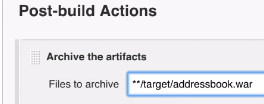 Post-build Actions
Archive the artifacts
Files to archive
**/target/addressbook.war